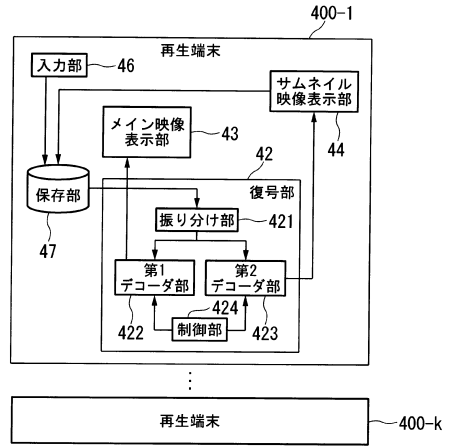 400-1
再生端末
入力部
46
サムネイル
映像表示部
44
メイン映像
表示部
43
42
復号部
保存部
47
振り分け部
421
第1
デコーダ部
422
第2
デコーダ部
423
424
制御部
⋮
再生端末
400-k